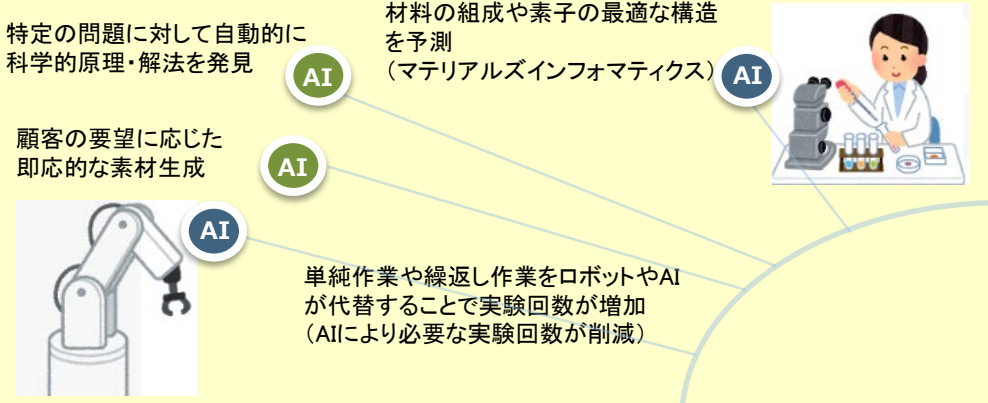 特定の問題に対して自動的に
科学的原理・解法を発見
AI
材料の組成や素子の最適な構造
を予測
（マテリアルズインフォマティクス）
AI
顧客の要望に応じた
即応的な素材生成
AI
AI
単純作業や繰返し作業をロボットやAI
が代替することで実験回数が増加
（AIにより必要な実験回数が削減）